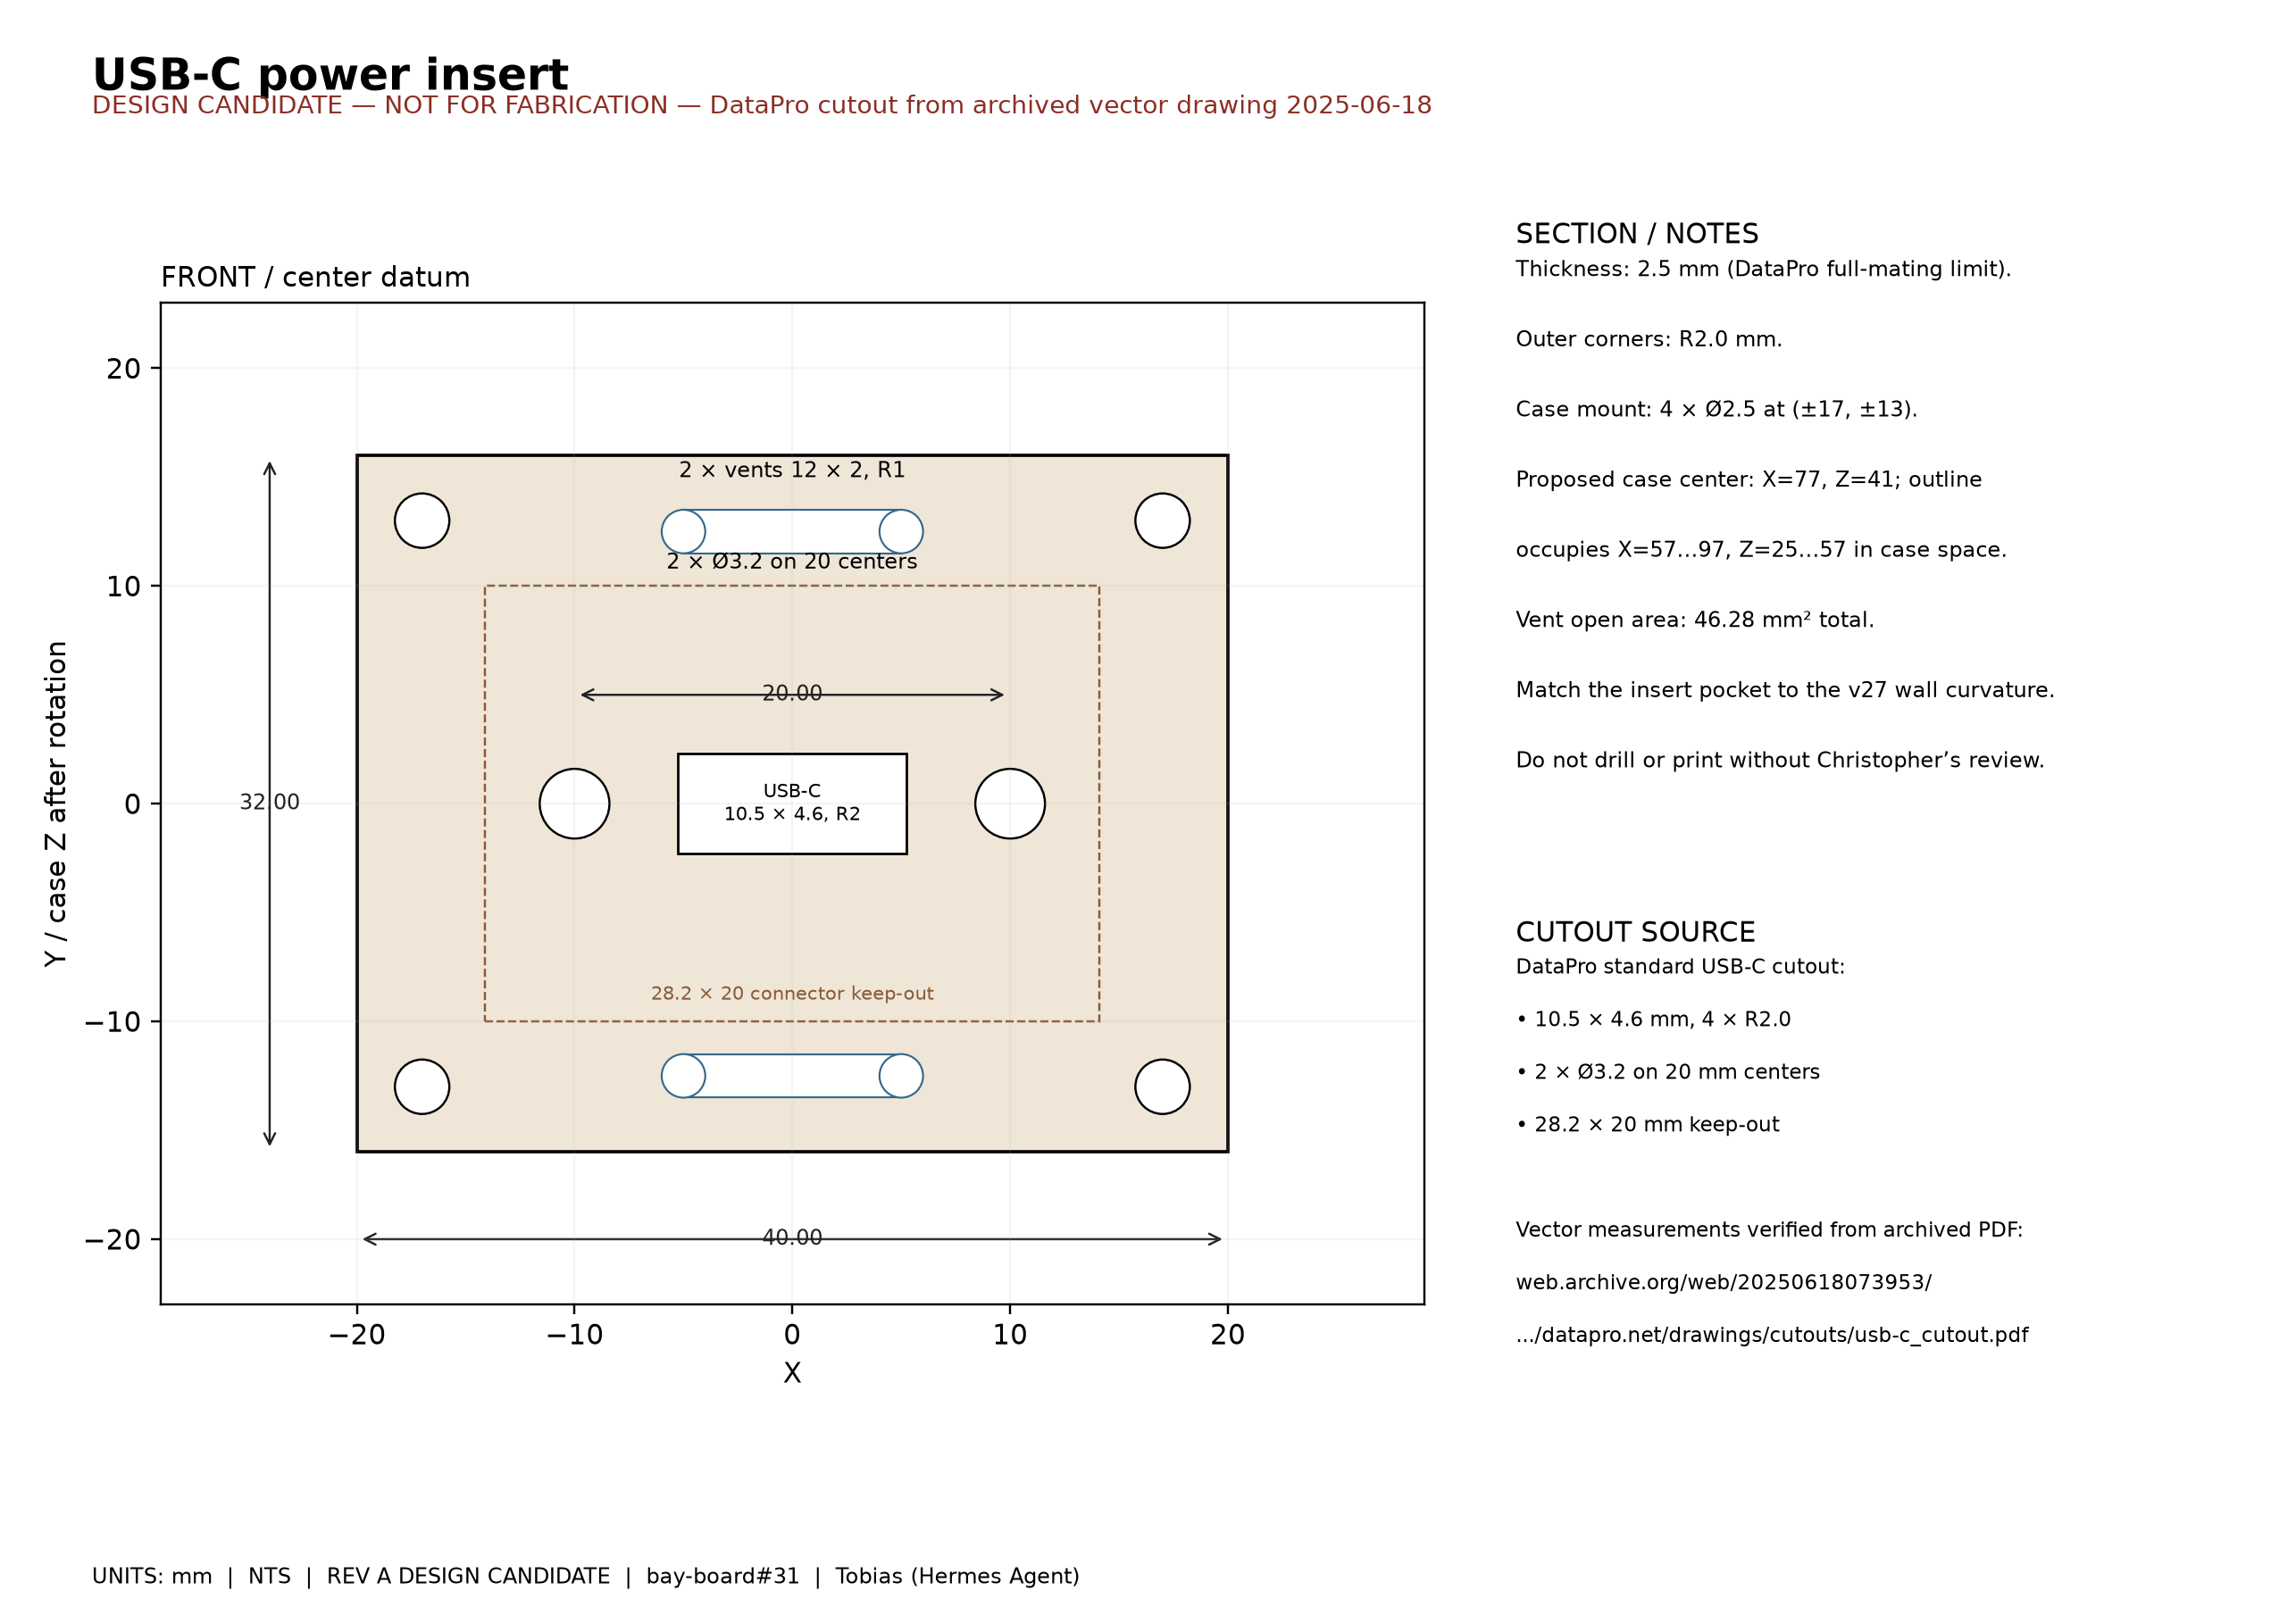 USB-C power insert
DESIGN CANDIDATE — NOT FOR FABRICATION — DataPro cutout from archived vector drawing 2025-06-18
FRONT / center datum
20
10
0
−10
−20
Y / case Z after rotation
2 × vents 12 × 2, R1
2 × Ø3.2 on 20 centers
20.00
32.00
USB-C
10.5 × 4.6, R2
28.2 × 20 connector keep-out
40.00
−20
−10
0
10
20
X
SECTION / NOTES
Thickness: 2.5 mm (DataPro full-mating limit).
Outer corners: R2.0 mm.
Case mount: 4 × Ø2.5 at (±17, ±13).
Proposed case center: X=77, Z=41; outline
occupies X=57…97, Z=25…57 in case space.
Vent open area: 46.28 mm² total.
Match the insert pocket to the v27 wall curvature.
Do not drill or print without Christopher’s review.
CUTOUT SOURCE
DataPro standard USB-C cutout:
• 10.5 × 4.6 mm, 4 × R2.0
• 2 × Ø3.2 on 20 mm centers
• 28.2 × 20 mm keep-out
Vector measurements verified from archived PDF:
web.archive.org/web/20250618073953/
…/datapro.net/drawings/cutouts/usb-c_cutout.pdf
UNITS: mm | NTS | REV A DESIGN CANDIDATE | bay-board#31 | Tobias (Hermes Agent)